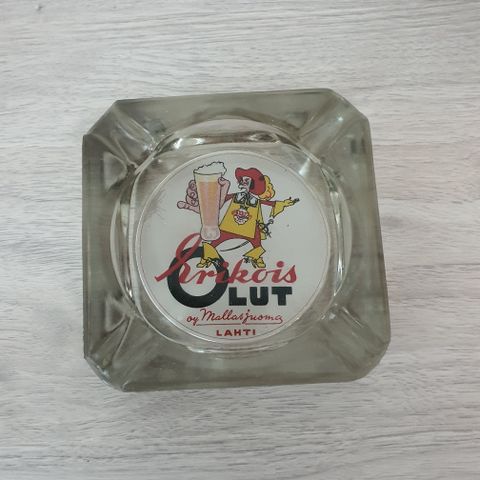 Erikois
OLUT
oy Mallasjuoma
LAHTI